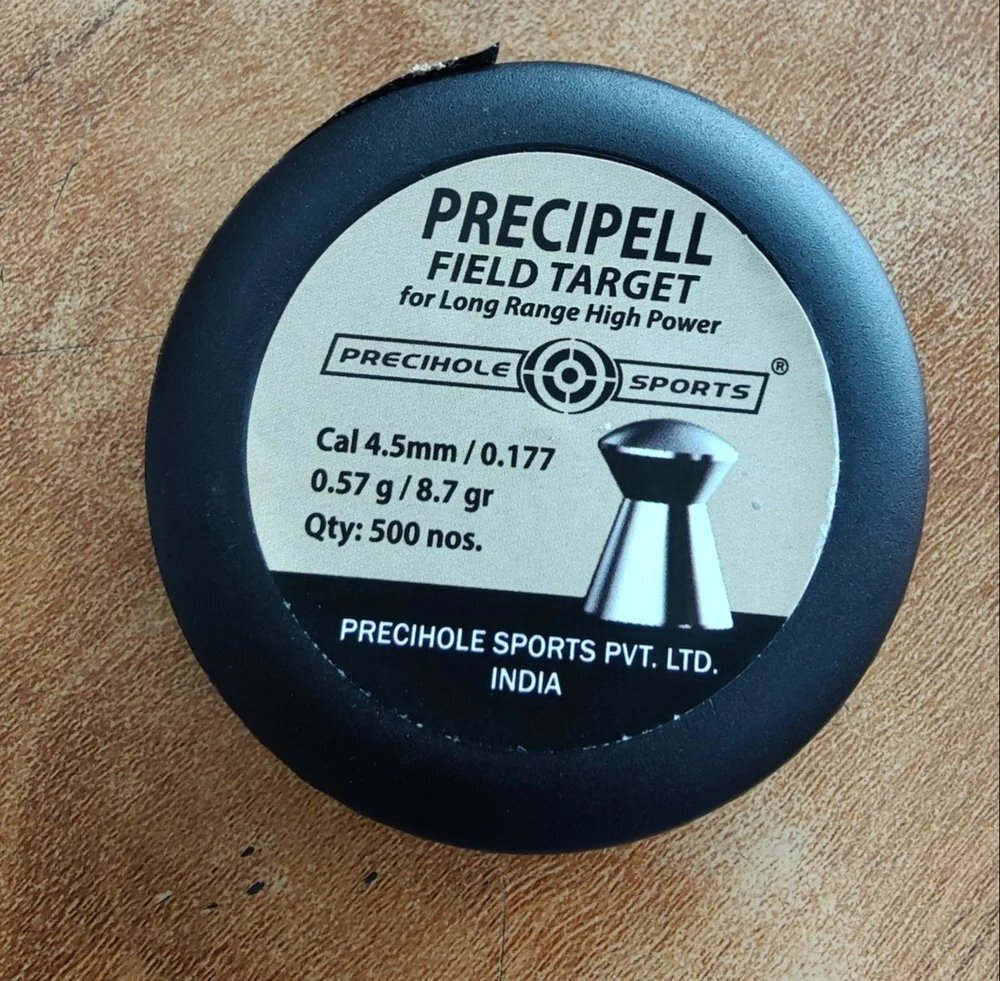 PRECIPELL
FIELD TARGET
for Long Range High Power
PRECIHOLE SPORTS ®
Cal 4.5mm / 0.177
0.57 g / 8.7 gr
Qty: 500 nos.
PRECIHOLE SPORTS PVT. LTD.
INDIA